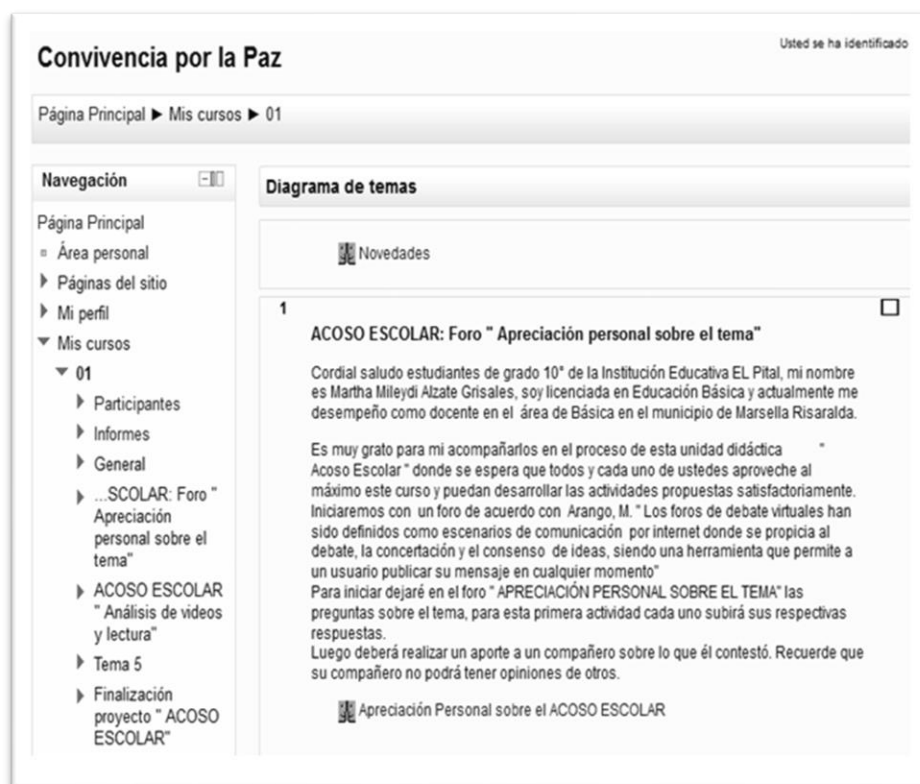 Convivencia por la Paz
Usted se ha identificado
Página Principal ► Mis cursos ► 01
Navegación
Página Principal
Área personal
Páginas del sitio
Mi perfil
Mis cursos
01
Participantes
Informes
General
...SCOLAR: Foro "
Apreciación
personal sobre el
tema"
ACOSO ESCOLAR
" Análisis de videos
y lectura"
Tema 5
Finalización
proyecto " ACOSO
ESCOLAR"
Diagrama de temas
Novedades
1
ACOSO ESCOLAR: Foro " Apreciación personal sobre el tema"
Cordial saludo estudiantes de grado 10° de la Institución Educativa EL Pital, mi nombre
es Martha Mileydi Alzate Grisales, soy licenciada en Educación Básica y actualmente me
desempeño como docente en el área de Básica en el municipio de Marsella Risaralda.
Es muy grato para mi acompañarlos en el proceso de esta unidad didáctica "
Acoso Escolar " donde se espera que todos y cada uno de ustedes aproveche al
máximo este curso y puedan desarrollar las actividades propuestas satisfactoriamente.
Iniciaremos con un foro de acuerdo con Arango, M. " Los foros de debate virtuales han
sido definidos como escenarios de comunicación por internet donde se propicia al
debate, la concertación y el consenso de ideas, siendo una herramienta que permite a
un usuario publicar su mensaje en cualquier momento"
Para iniciar dejaré en el foro " APRECIACIÓN PERSONAL SOBRE EL TEMA" las
preguntas sobre el tema, para esta primera actividad cada uno subirá sus respectivas
respuestas.
Luego deberá realizar un aporte a un compañero sobre lo que él contestó. Recuerde que
su compañero no podrá tener opiniones de otros.
Apreciación Personal sobre el ACOSO ESCOLAR